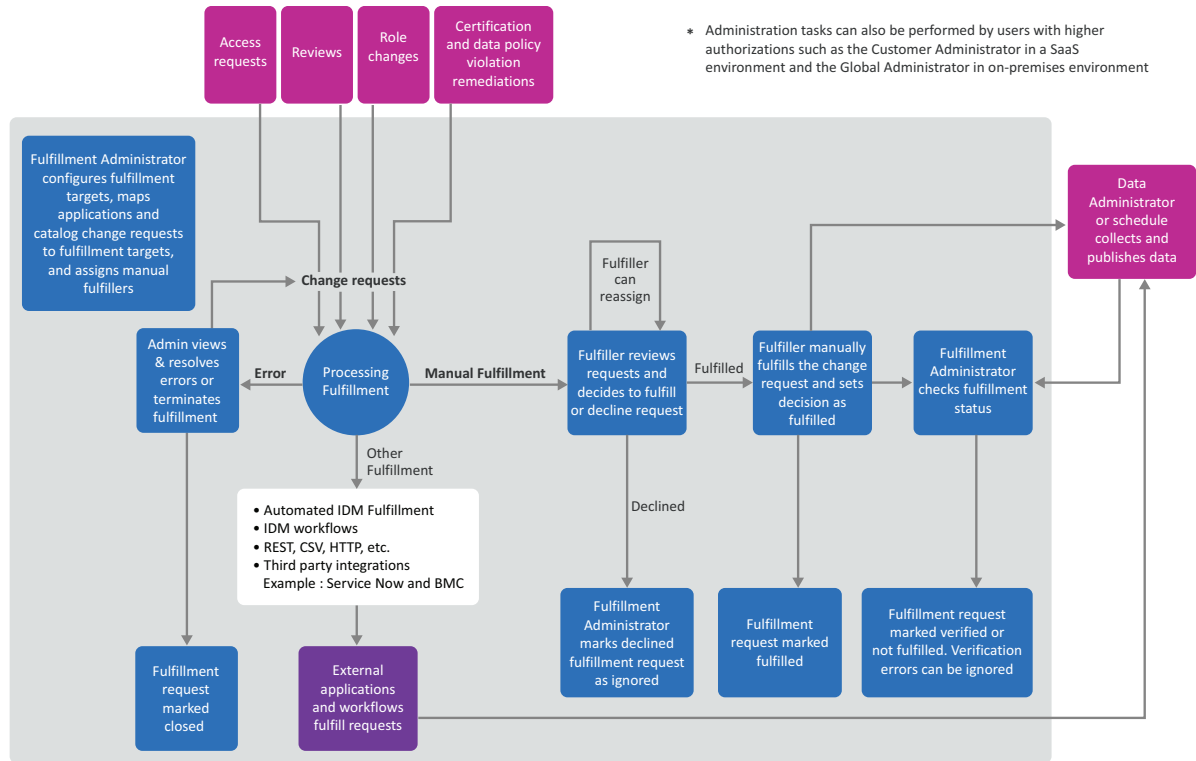 Access
requests
Reviews
Role
changes
Certification
and data policy
violation
remediations
* Administration tasks can also be performed by users with higher
authorizations such as the Customer Administrator in a SaaS
environment and the Global Administrator in on-premises environment
Fulfillment Administrator
configures fulfillment
targets, maps
applications and
catalog change requests
to fulfillment targets,
and assigns manual
fulfillers
Change requests
Fulfiller
can
reassign
Data
Administrator
or schedule
collects and
publishes data
Admin views
& resolves
errors or
terminates
fulfillment
Error
Processing
Fulfillment
Manual Fulfillment
Fulfiller reviews
requests and
decides to fulfill
or decline request
Fulfilled
Fulfiller manually
fulfills the change
request and sets
decision as
fulfilled
Fulfillment
Administrator
checks fulfillment
status
Other
Fulfillment
• Automated IDM Fulfillment
• IDM workflows
• REST, CSV, HTTP, etc.
• Third party integrations
Example : Service Now and BMC
Declined
Fulfillment
request
marked
closed
External
applications
and workflows
fulfill requests
Fulfillment
Administrator
marks declined
fulfillment request
as ignored
Fulfillment
request marked
fulfilled
Fulfillment request
marked verified or
not fulfilled. Verification
errors can be ignored